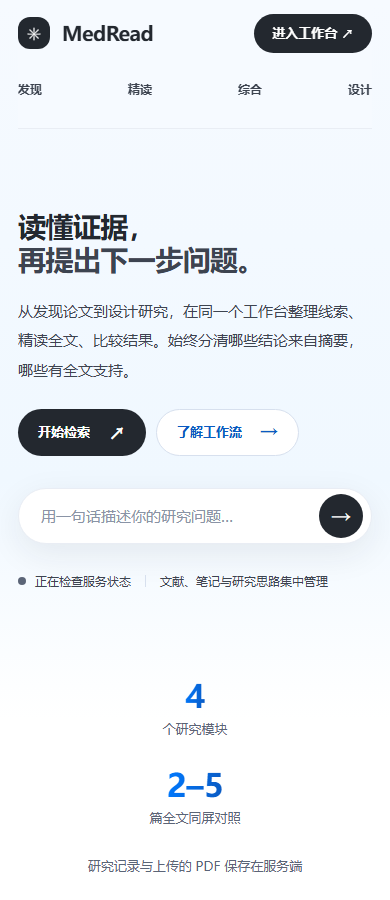 MedRead
进入工作台 ↗
发现
精读
综合
设计
读懂证据，
再提出下一步问题。
从发现论文到设计研究，在同一个工作台整理线索、
精读全文、比较结果。始终分清哪些结论来自摘要，
哪些有全文支持。
开始检索 ↗
了解工作流 →
用一句话描述你的研究问题...
→
正在检查服务状态
文献、笔记与研究思路集中管理
4
个研究模块
2–5
篇全文同屏对照
研究记录与上传的 PDF 保存在服务端